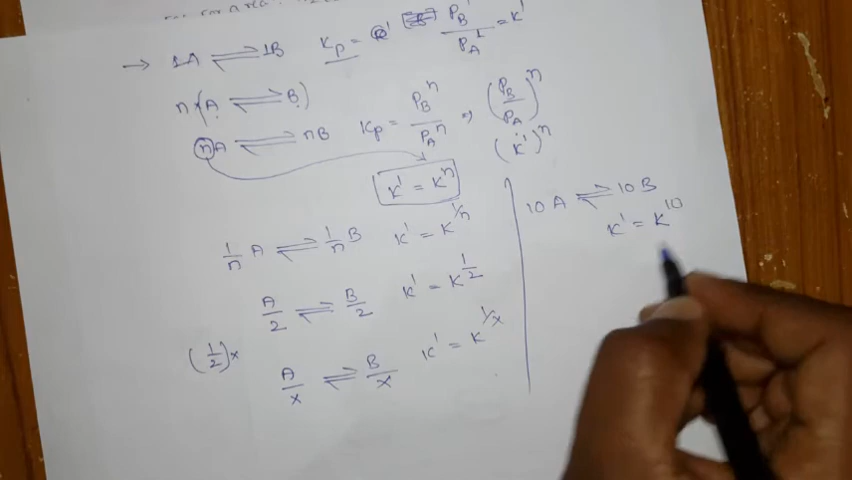 → 1A ⇌ 1B Kp = P_B^1 / P_A^1 = K'
n(A ⇌ B)
nA ⇌ nB Kp = P_B^n / P_A^n ⇒ (P_B / P_A)^n
(K')^n
K' = K^n
1/n A ⇌ 1/n B K' = K^1/n
A/2 ⇌ B/2 K' = K^1/2
(1/2)x
A/x ⇌ B/x K' = K^1/x
10 A ⇌ 10 B
K' = K^10